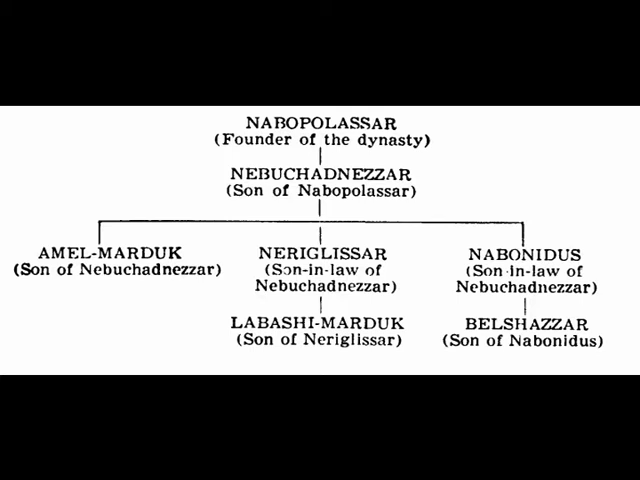 NABOPOLASSAR
(Founder of the dynasty)
NEBUCHADNEZZAR
(Son of Nabopolassar)
AMEL-MARDUK
(Son of Nebuchadnezzar)
NERIGLISSAR
(Son-in-law of
Nebuchadnezzar)
LABASHI-MARDUK
(Son of Neriglissar)
NABONIDUS
(Son-in-law of
Nebuchadnezzar)
BELSHAZZAR
(Son of Nabonidus)